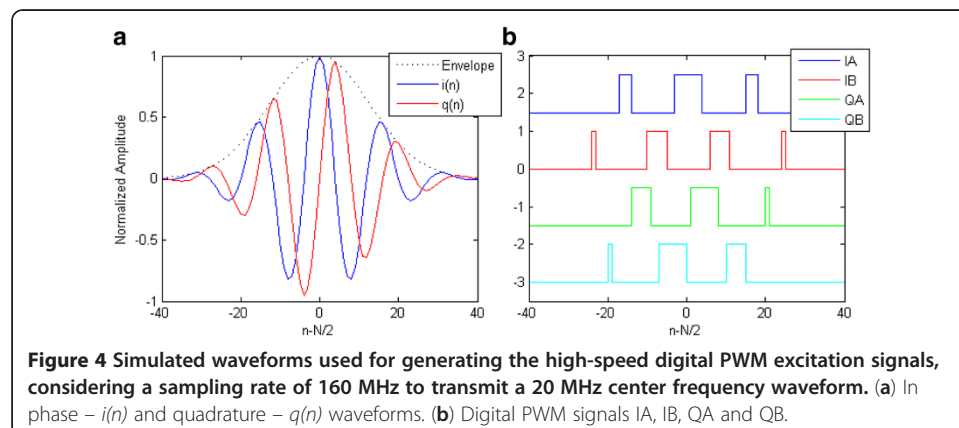 a
b
Normalized Amplitude
1
0.5
0
-0.5
-1
-40
-20
0
20
40
n-N/2
Envelope
i(n)
q(n)
3
2
1
0
-1
-2
-3
-40
-20
0
20
40
n-N/2
IA
IB
QA
QB
Figure 4 Simulated waveforms used for generating the high-speed digital PWM excitation signals,
considering a sampling rate of 160 MHz to transmit a 20 MHz center frequency waveform. (a) In
phase – i(n) and quadrature – q(n) waveforms. (b) Digital PWM signals IA, IB, QA and QB.